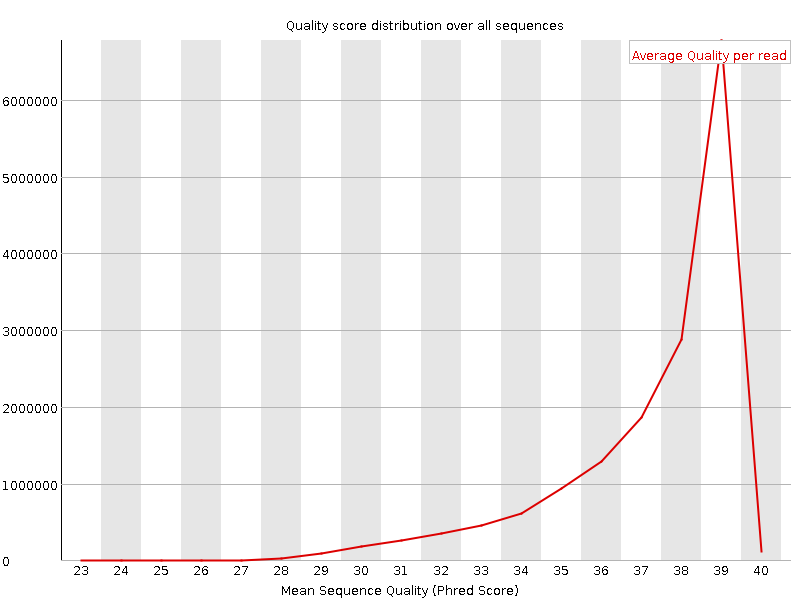 Quality score distribution over all sequences
Average Quality per read
6000000
5000000
4000000
3000000
2000000
1000000
0
23 24 25 26 27 28 29 30 31 32 33 34 35 36 37 38 39 40
Mean Sequence Quality (Phred Score)